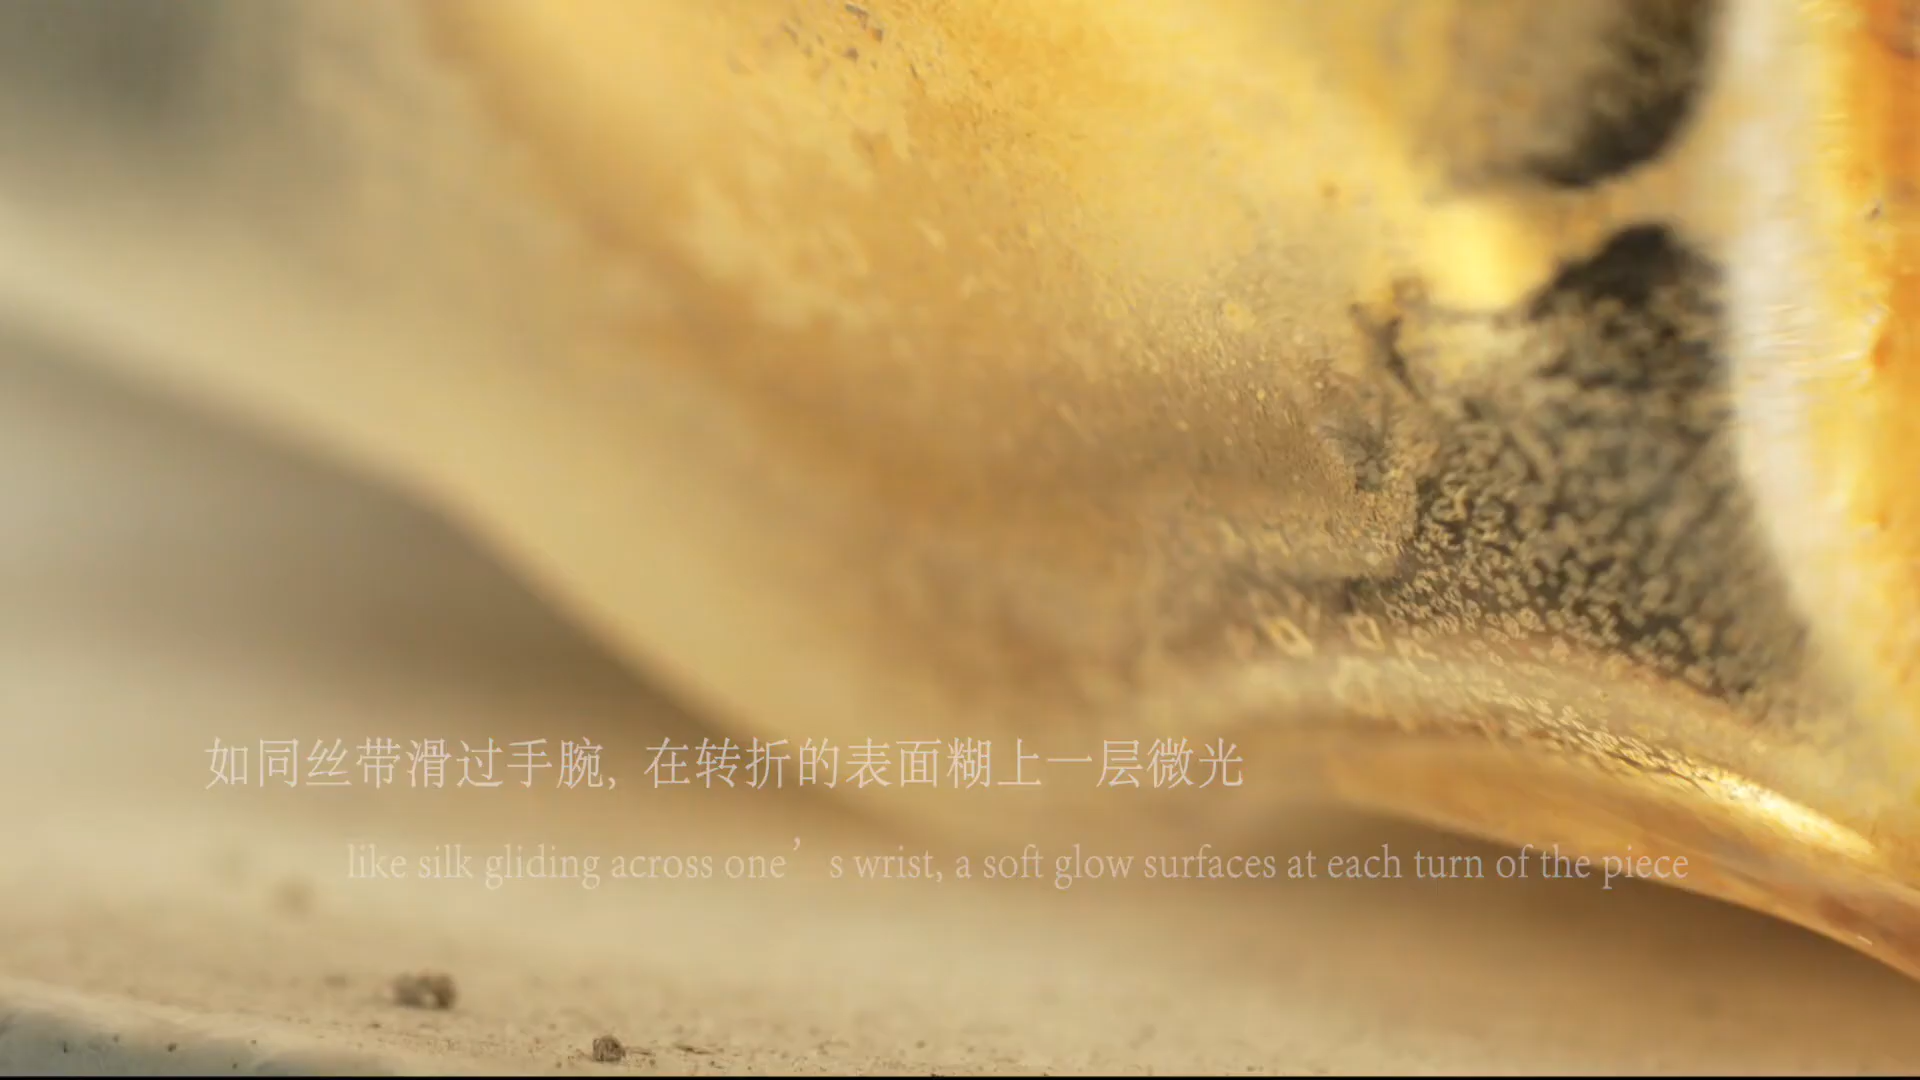 如同丝带滑过手腕, 在转折的表面糊上一层微光
like silk gliding across one’s wrist, a soft glow surfaces at each turn of the piece